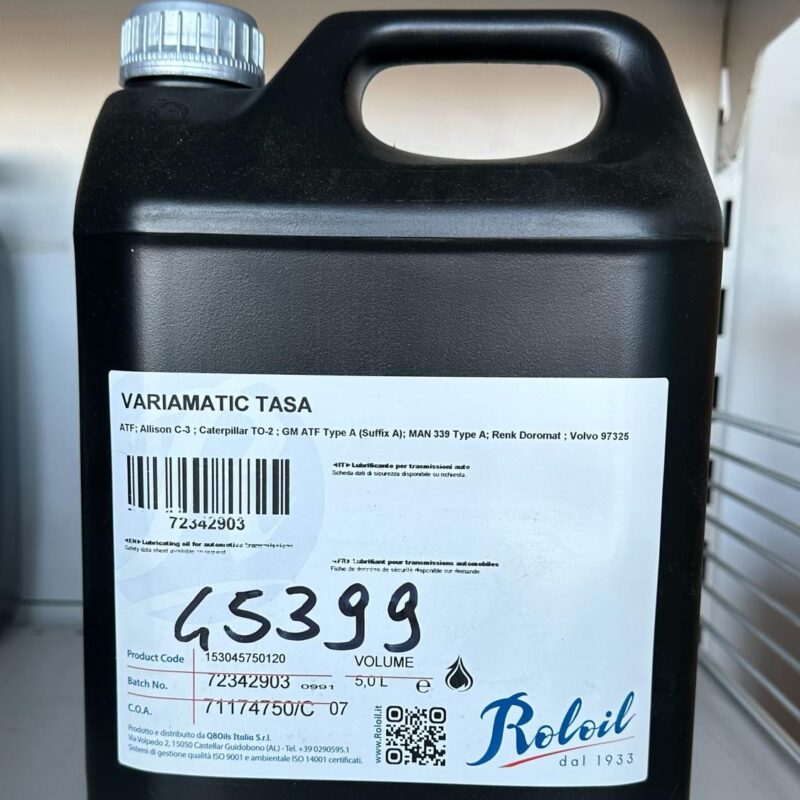 VARIAMATIC TASA
ATF; Allison C-3 ; Caterpillar TO-2 ; GM ATF Type A (Suffix A); MAN 339 Type A; Renk Doromat ; Volvo 97325
72342903
◄IT► Lubrificante per trasmissioni auto
Scheda dati di sicurezza disponibile su richiesta.
◄EN► Lubricating oil for automotive transmissions
Safety data sheet available on request
◄FR► Lubrifiant pour transmissions automobiles
Fiche de données de sécurité disponible sur demande.
45399
Product Code 153045750120
VOLUME
Batch No. 72342903 0991
5,0 L e
C.O.A. 71174750/C 07
www.Roloil.it
Roloil
dal 1933
Prodotto e distribuito da Q8Oils Italia S.r.l.
Via Volpedo 2, 15050 Castellar Guidobono (AL) - Tel. +39 0290595.1
Sistemi di gestione qualità ISO 9001 e ambientale ISO 14001 certificati.